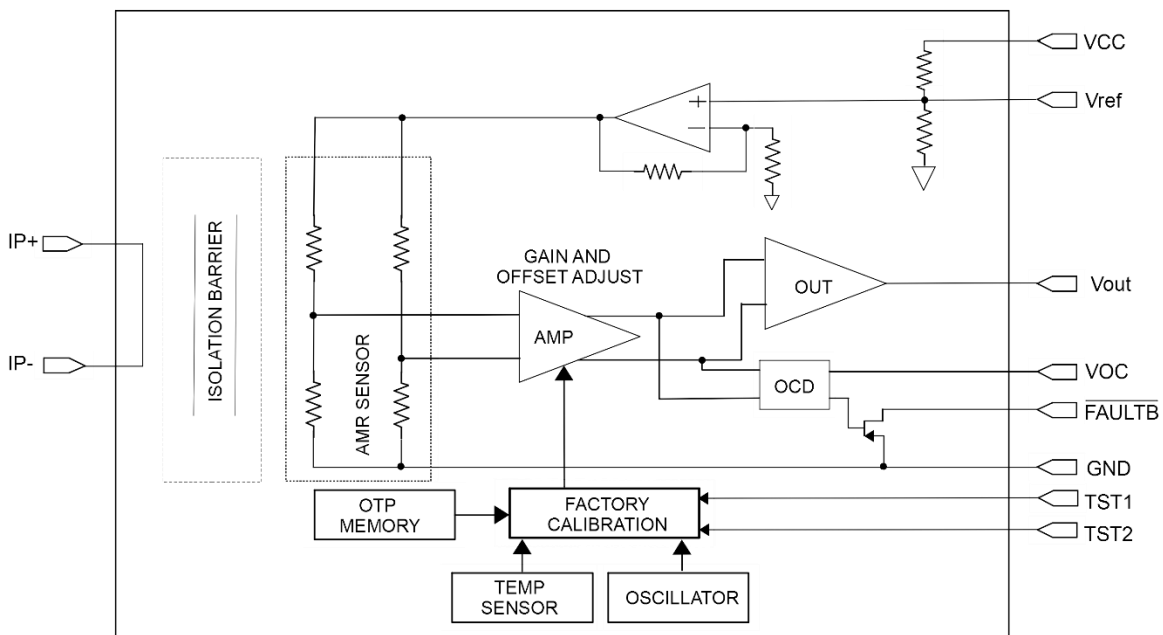 VCC
Vref
+
−
IP+
IP-
ISOLATION BARRIER
AMR SENSOR
GAIN AND
OFFSET ADJUST
AMP
OUT
Vout
OCD
VOC
FAULTB
GND
TST1
TST2
OTP
MEMORY
FACTORY
CALIBRATION
TEMP
SENSOR
OSCILLATOR